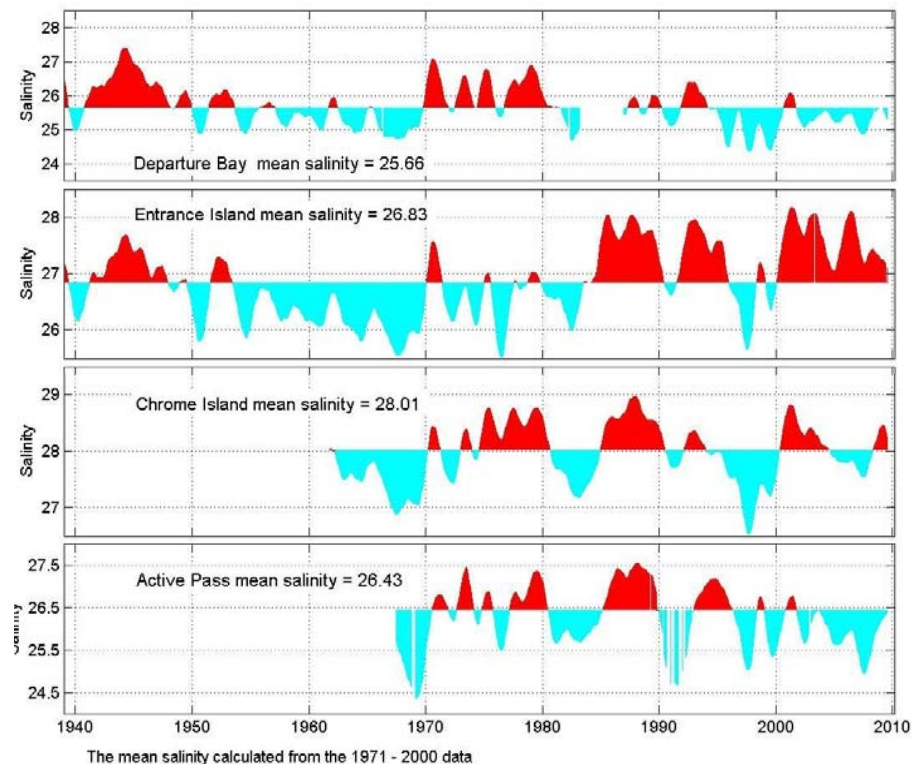 28
27
26
25
24
Salinity
Departure Bay mean salinity = 25.66
Entrance Island mean salinity = 26.83
28
27
26
Salinity
Chrome Island mean salinity = 28.01
29
28
27
Salinity
Active Pass mean salinity = 26.43
27.5
26.5
25.5
24.5
Salinity
1940 1950 1960 1970 1980 1990 2000 2010
The mean salinity calculated from the 1971 - 2000 data